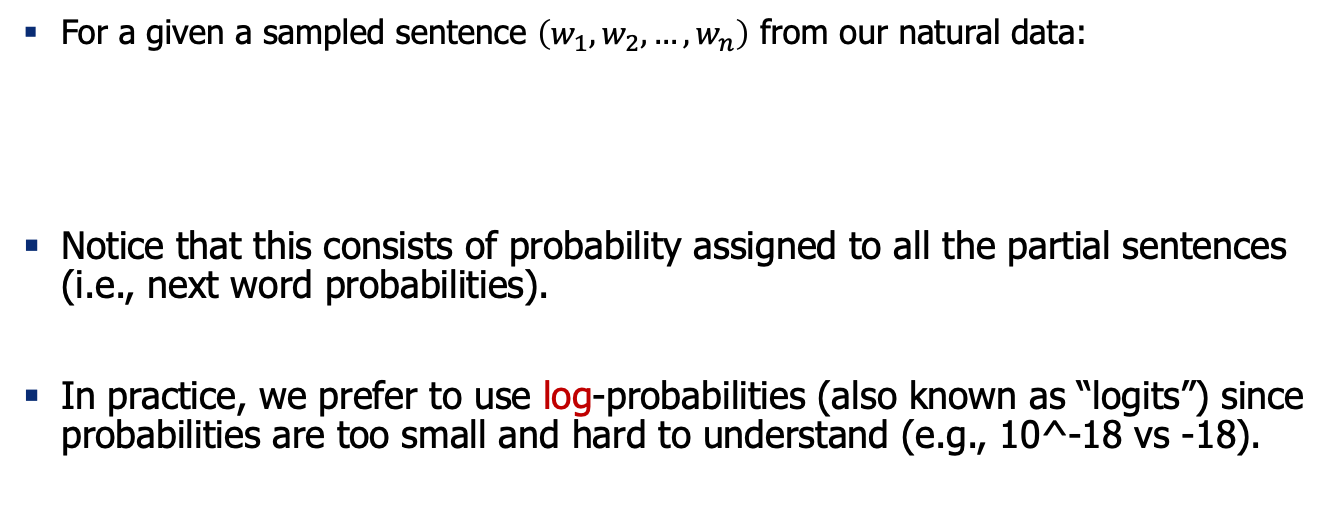 ▪ For a given a sampled sentence (w₁, w₂, … , wₙ) from our natural data:
▪ Notice that this consists of probability assigned to all the partial sentences
(i.e., next word probabilities).
▪ In practice, we prefer to use log-probabilities (also known as “logits”) since
probabilities are too small and hard to understand (e.g., 10^-18 vs -18).